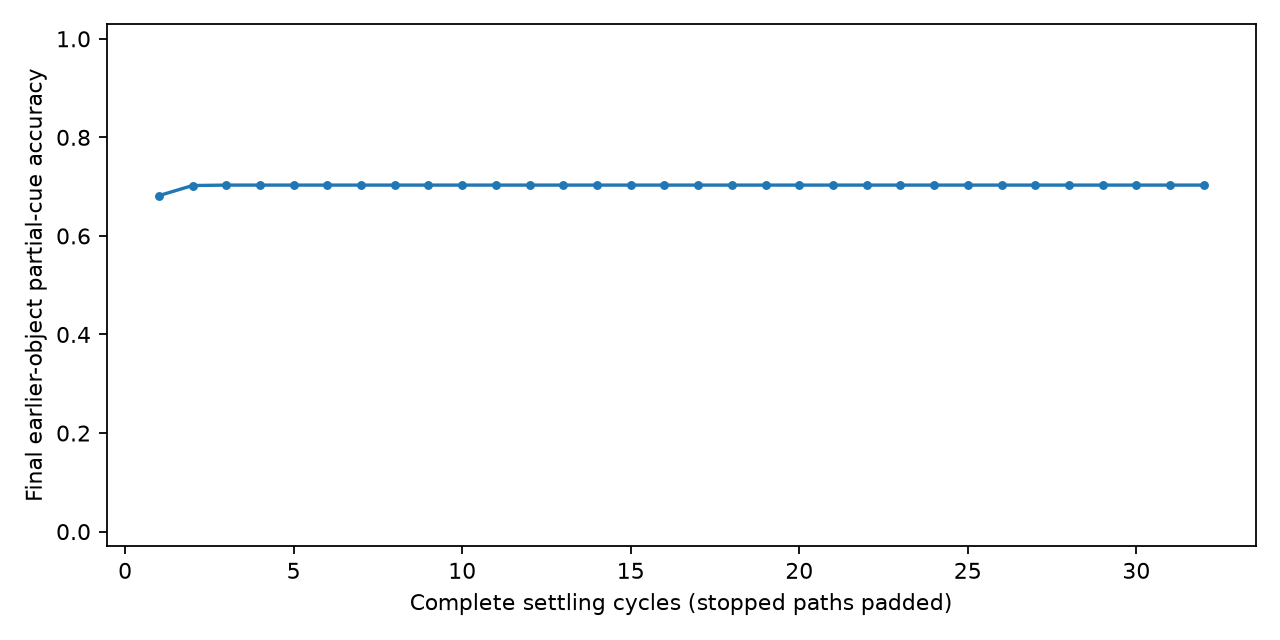 Final earlier-object partial-cue accuracy
1.0
0.8
0.6
0.4
0.2
0.0
0 5 10 15 20 25 30
Complete settling cycles (stopped paths padded)